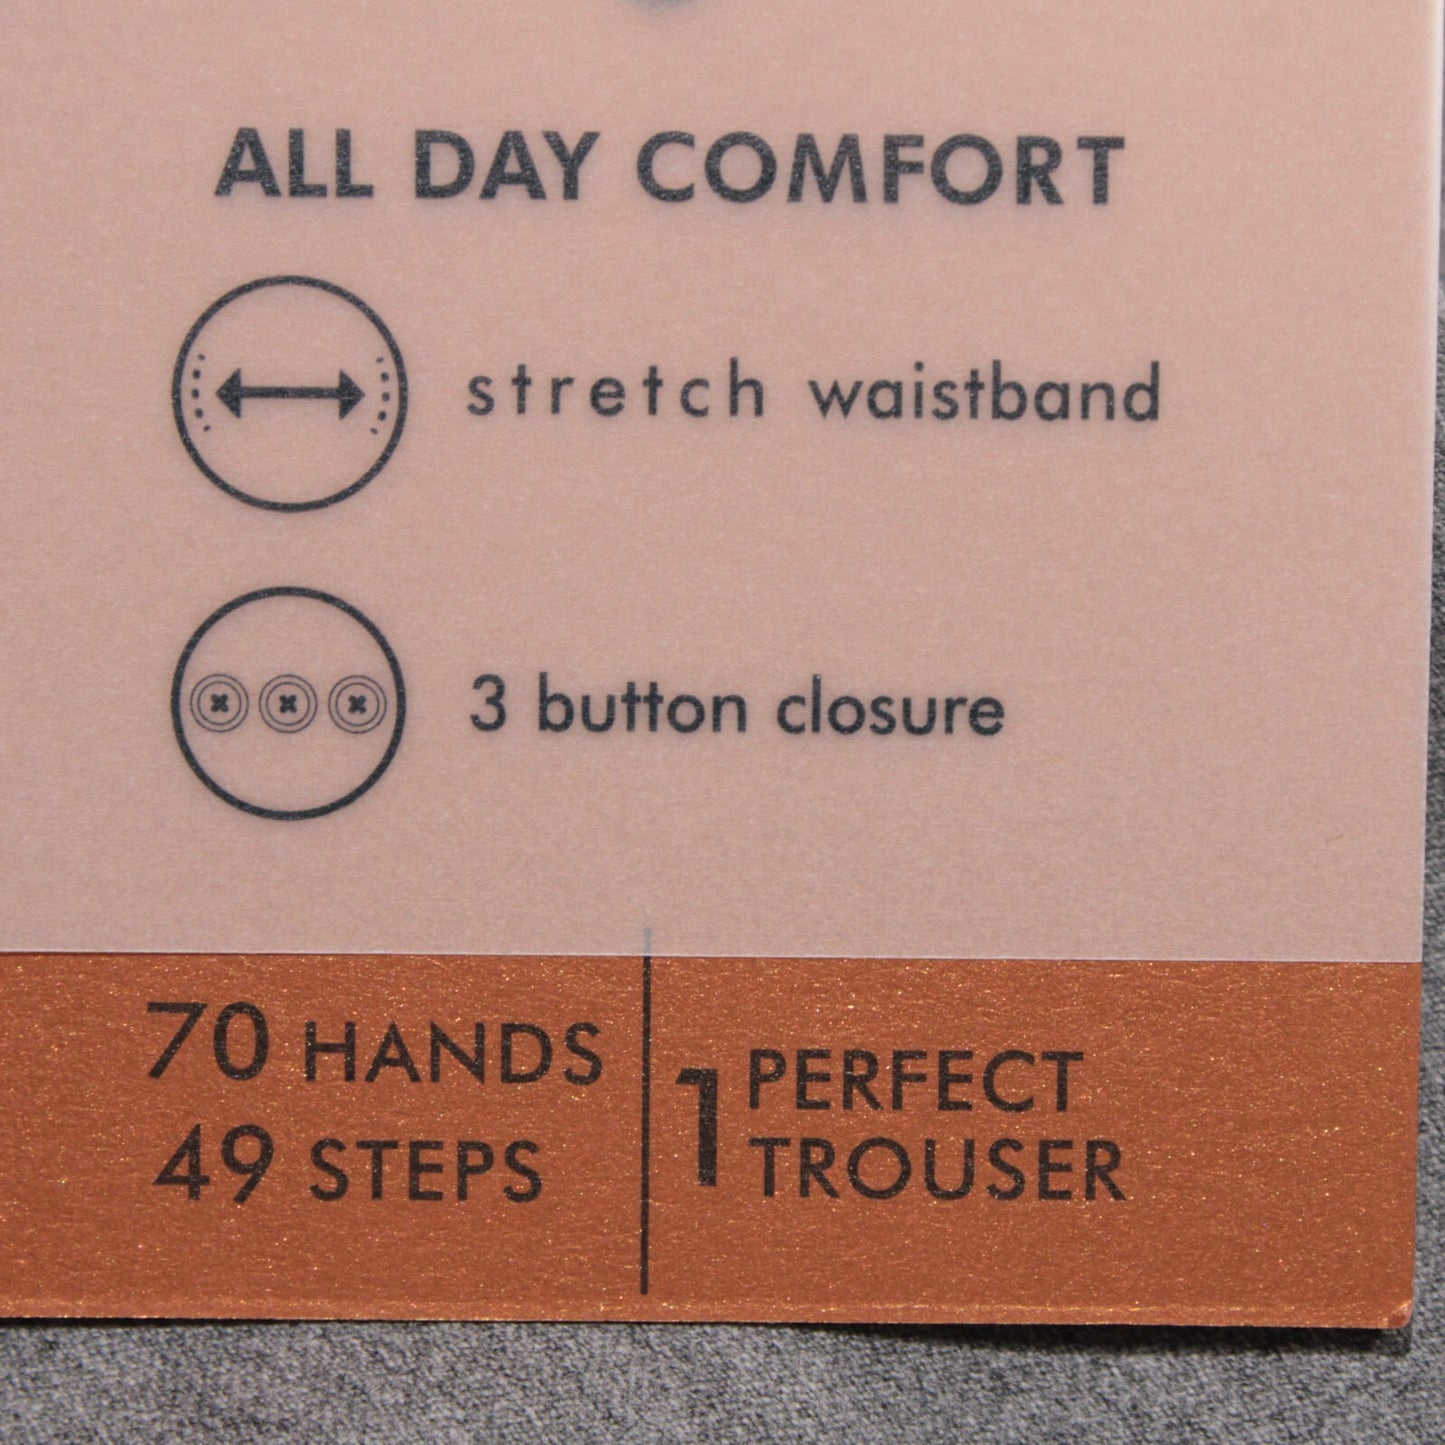 ALL DAY COMFORT
stretch waistband
3 button closure
70 HANDS
49 STEPS
1 PERFECT
TROUSER